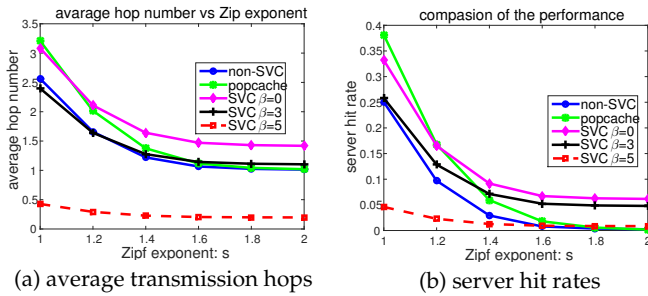 avarage hop number vs Zip exponent
average hop number
3.5
3
2.5
2
1.5
1
0.5
0
1
1.2
1.4
1.6
1.8
2
Zipf exponent: s
non-SVC
popcache
SVC β=0
SVC β=3
SVC β=5
(a) average transmission hops
compasion of the performance
server hit rate
0.4
0.35
0.3
0.25
0.2
0.15
0.1
0.05
0
1
1.2
1.4
1.6
1.8
2
Zipf exponent: s
non-SVC
popcache
SVC β=0
SVC β=3
SVC β=5
(b) server hit rates